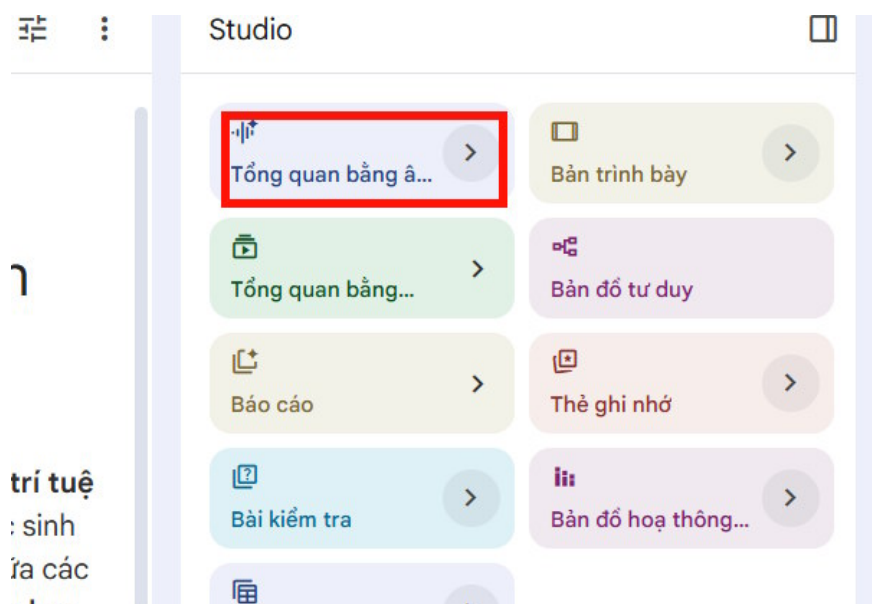 Studio
Tổng quan bằng â...
Bản trình bày
Tổng quan bằng...
Bản đồ tư duy
Báo cáo
Thẻ ghi nhớ
Bài kiểm tra
Bản đồ hoạ thông...
n
trí tuệ
sinh
ữa các